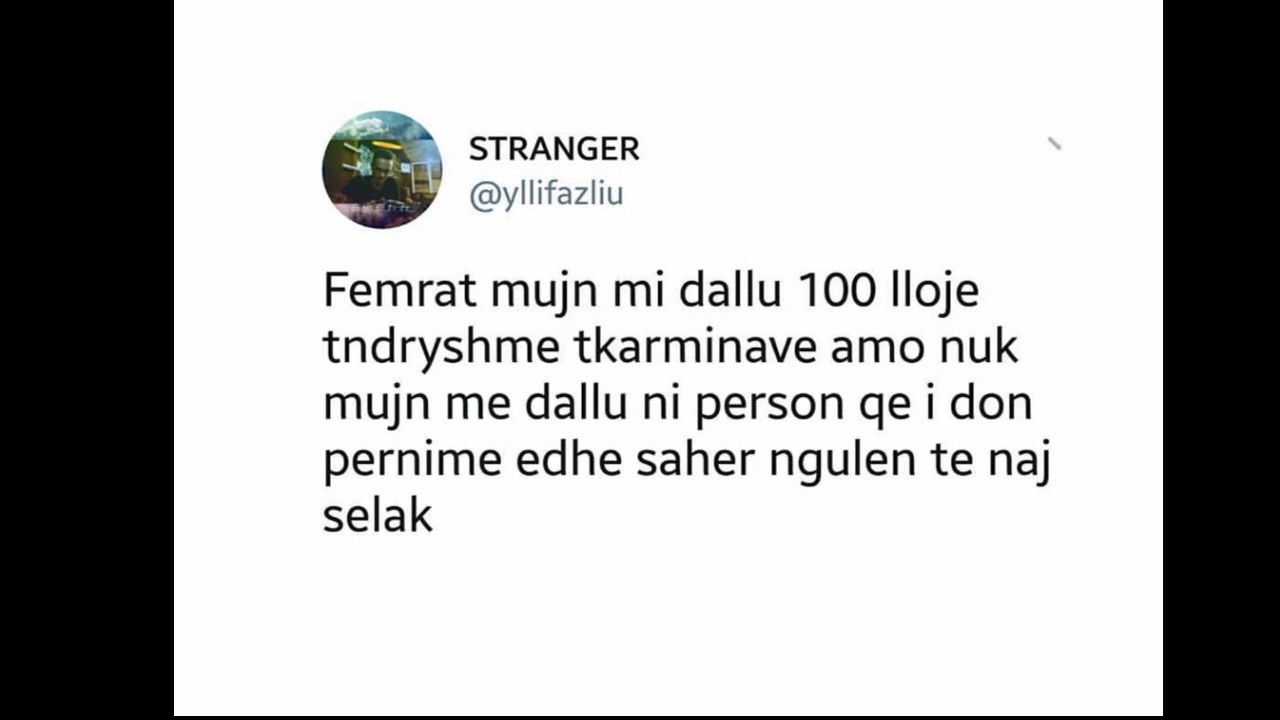 STRANGER
@yllifazliu
Femrat mujn mi dallu 100 lloje
tndryshme tkarminave amo nuk
mujn me dallu ni person qe i don
pernime edhe saher ngulen te naj
selak